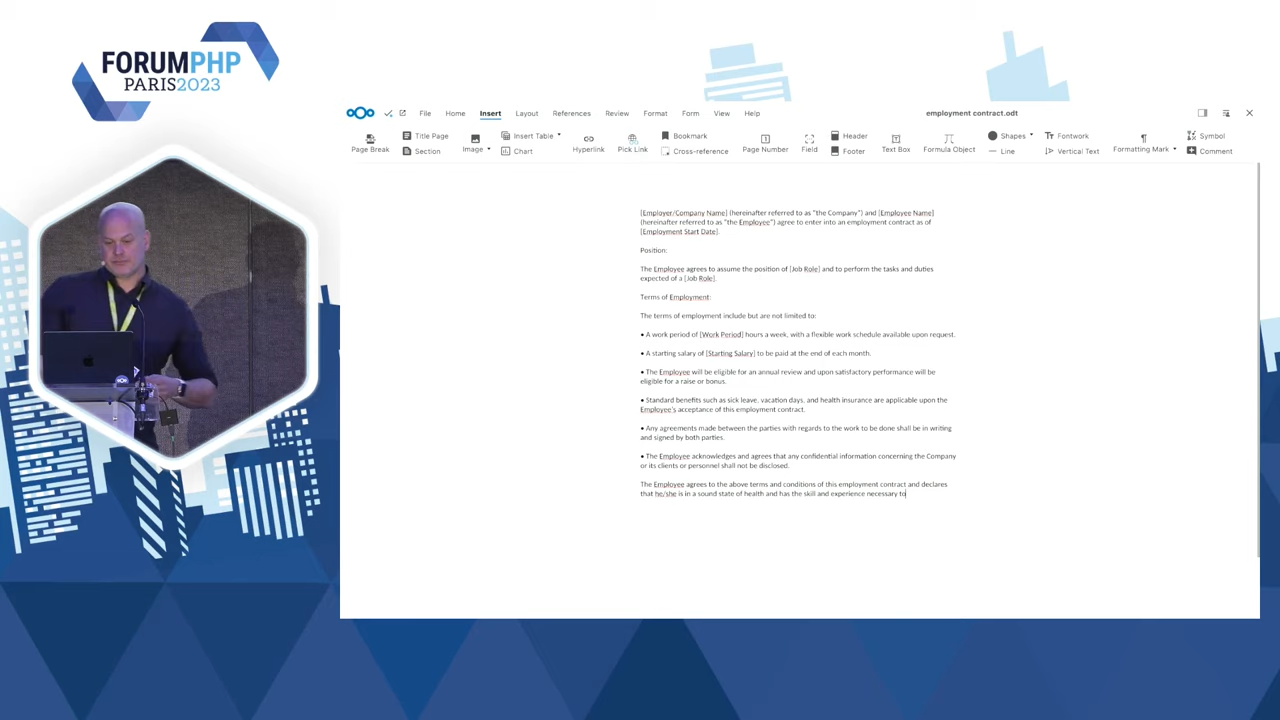 FORUMPHP
PARIS2023
File Home Insert Layout References Review Format Form View Help
employment contract.odt
Page Break
Title Page
Section
Image
Insert Table
Chart
Hyperlink
Pick Link
Bookmark
Cross-reference
Page Number
Field
Header
Footer
Text Box
Formula Object
Shapes
Line
Fontwork
Vertical Text
Formatting Mark
Symbol
Comment
[Employer/Company Name] (hereinafter referred to as "the Company") and [Employee Name]
(hereinafter referred to as "the Employee") agree to enter into an employment contract as of
[Employment Start Date].
Position:
The Employee agrees to assume the position of [Job Role] and to perform the tasks and duties
expected of a [Job Role].
Terms of Employment:
The terms of employment include but are not limited to:
• A work period of [Work Period] hours a week, with a flexible work schedule available upon request.
• A starting salary of [Starting Salary] to be paid at the end of each month.
• The Employee will be eligible for an annual review and upon satisfactory performance will be
eligible for a raise or bonus.
• Standard benefits such as sick leave, vacation days, and health insurance are applicable upon the
Employee's acceptance of this employment contract.
• Any agreements made between the parties with regards to the work to be done shall be in writing
and signed by both parties.
• The Employee acknowledges and agrees that any confidential information concerning the Company
or its clients or personnel shall not be disclosed.
The Employee agrees to the above terms and conditions of this employment contract and declares
that he/she is in a sound state of health and has the skill and experience necessary to